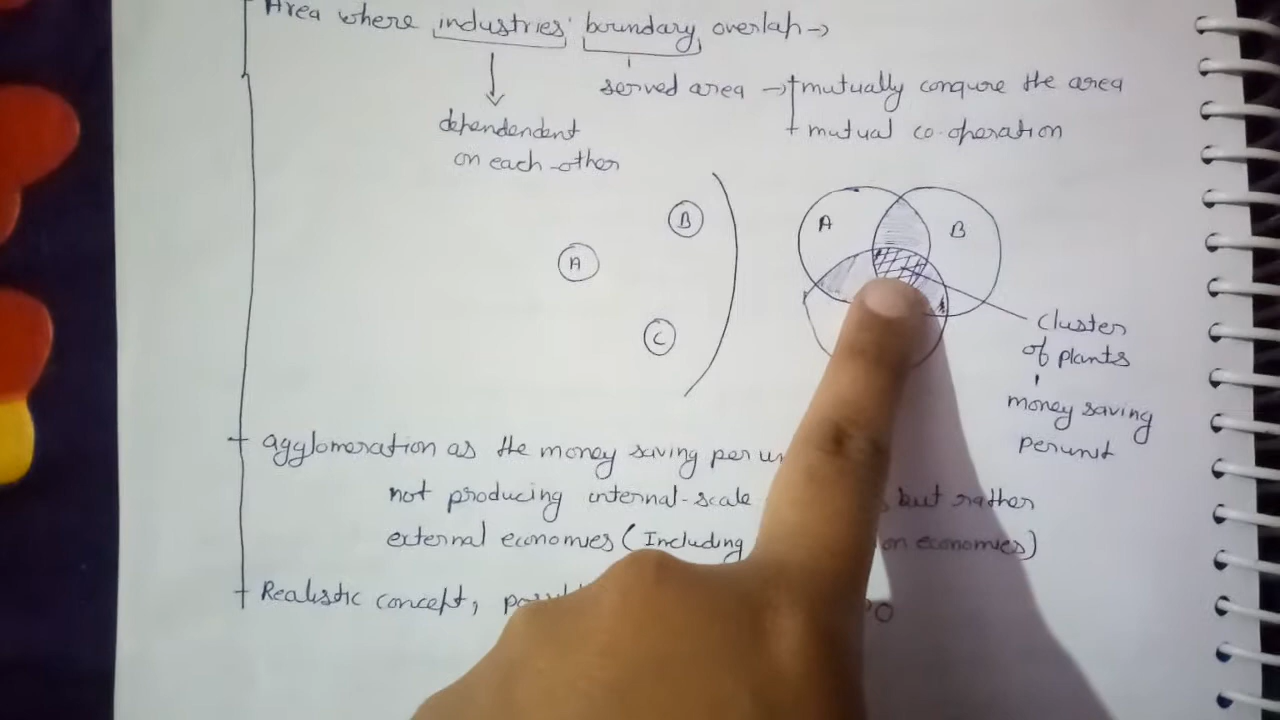 Area where industries boundary overlap →
served area → mutually conqure the area
dependendent
mutual co-operation
on each other
B
A
C
A
B
cluster
of plants
money saving
perunit
agglomeration as the money saving per
not producing internal-scale but rather
external economies (Including on economies)
Realistic concept,